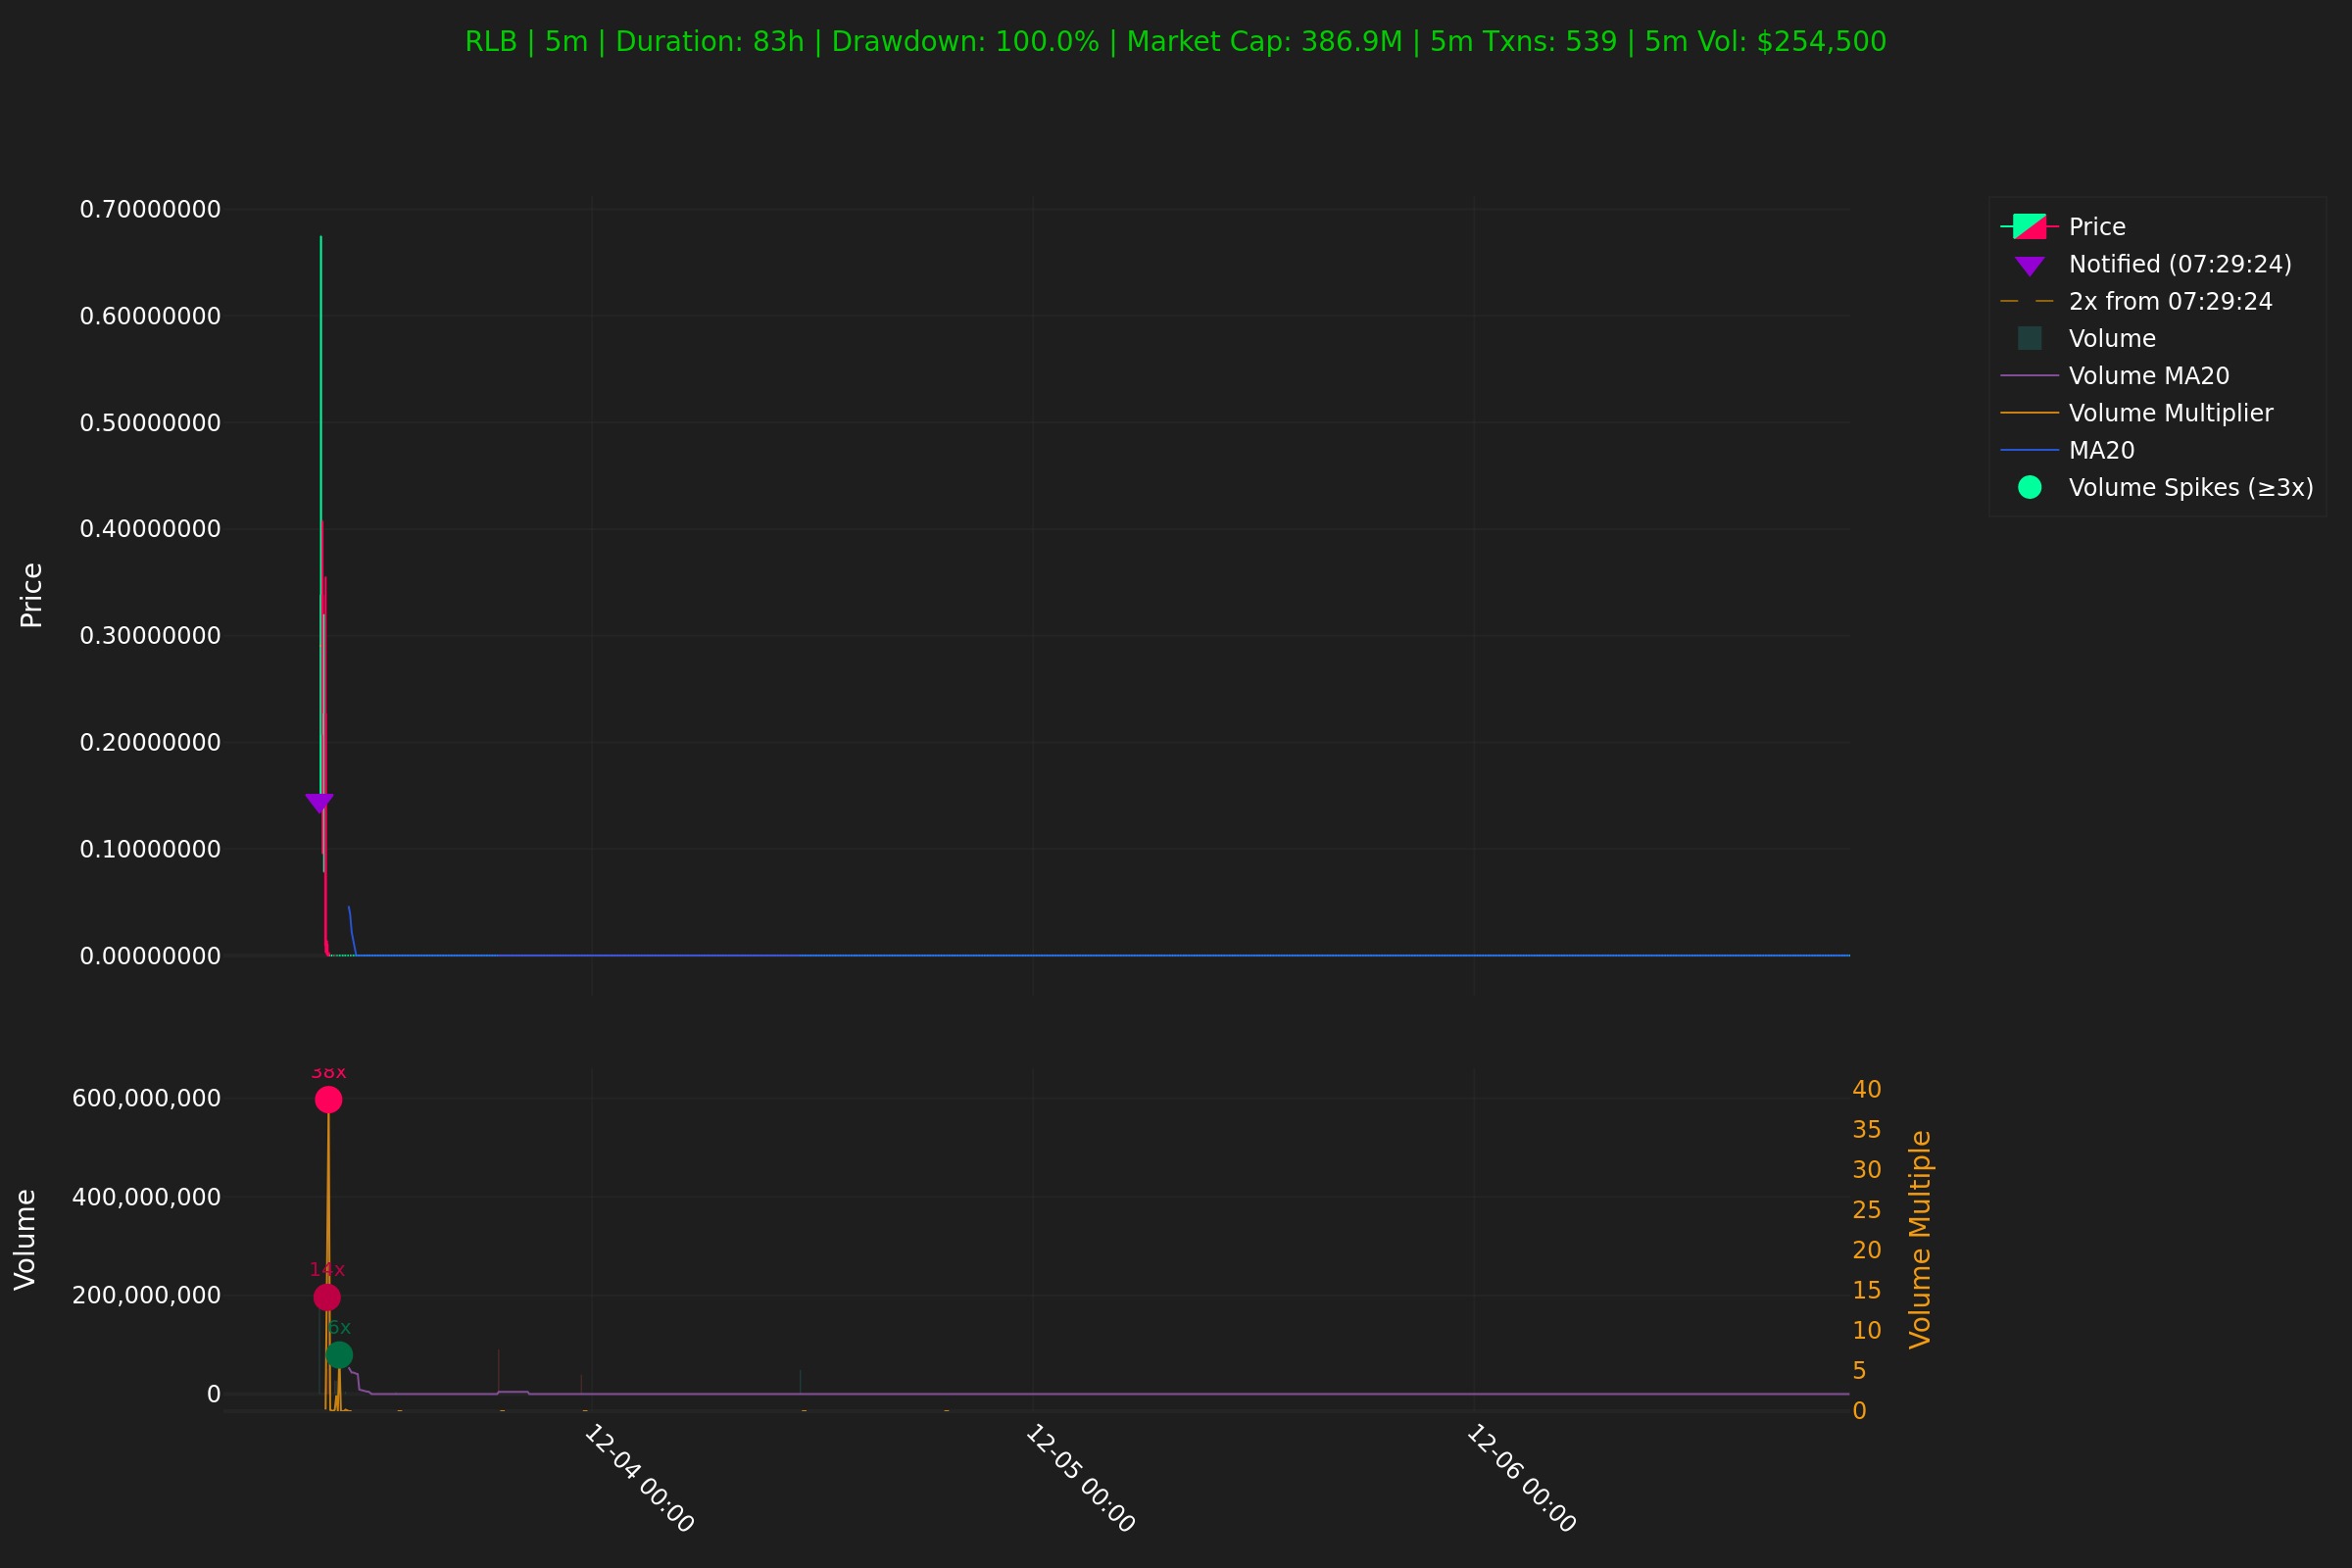 RLB | 5m | Duration: 83h | Drawdown: 100.0% | Market Cap: 386.9M | 5m Txns: 539 | 5m Vol: $254,500
Price
0.70000000
0.60000000
0.50000000
0.40000000
0.30000000
0.20000000
0.10000000
0.00000000
Price
Notified (07:29:24)
2x from 07:29:24
Volume
Volume MA20
Volume Multiplier
MA20
Volume Spikes (≥3x)
Volume
600,000,000
400,000,000
200,000,000
0
38x
14x
6x
40
35
30
25
20
15
10
5
0
Volume Multiple
12-04 00:00
12-05 00:00
12-06 00:00